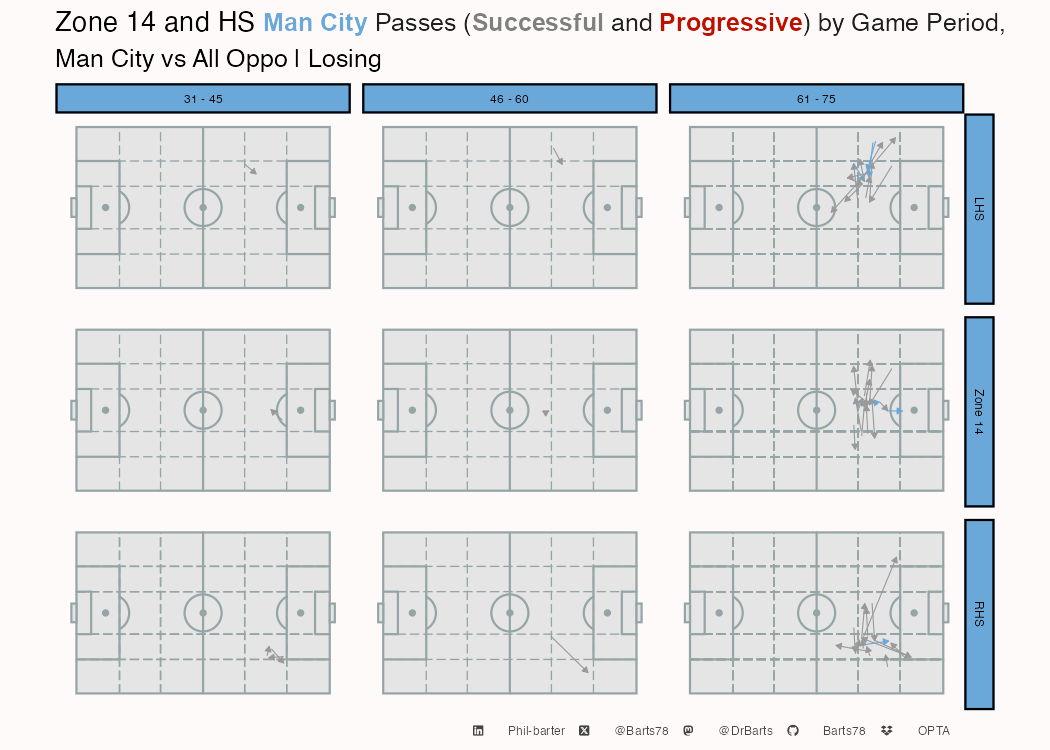 Zone 14 and HS Man City Passes (Successful and Progressive) by Game Period,
Man City vs All Oppo | Losing
31 - 45
46 - 60
61 - 75
LHS
Zone 14
RHS
Phil-barter @Barts78 @DrBarts Barts78 OPTA